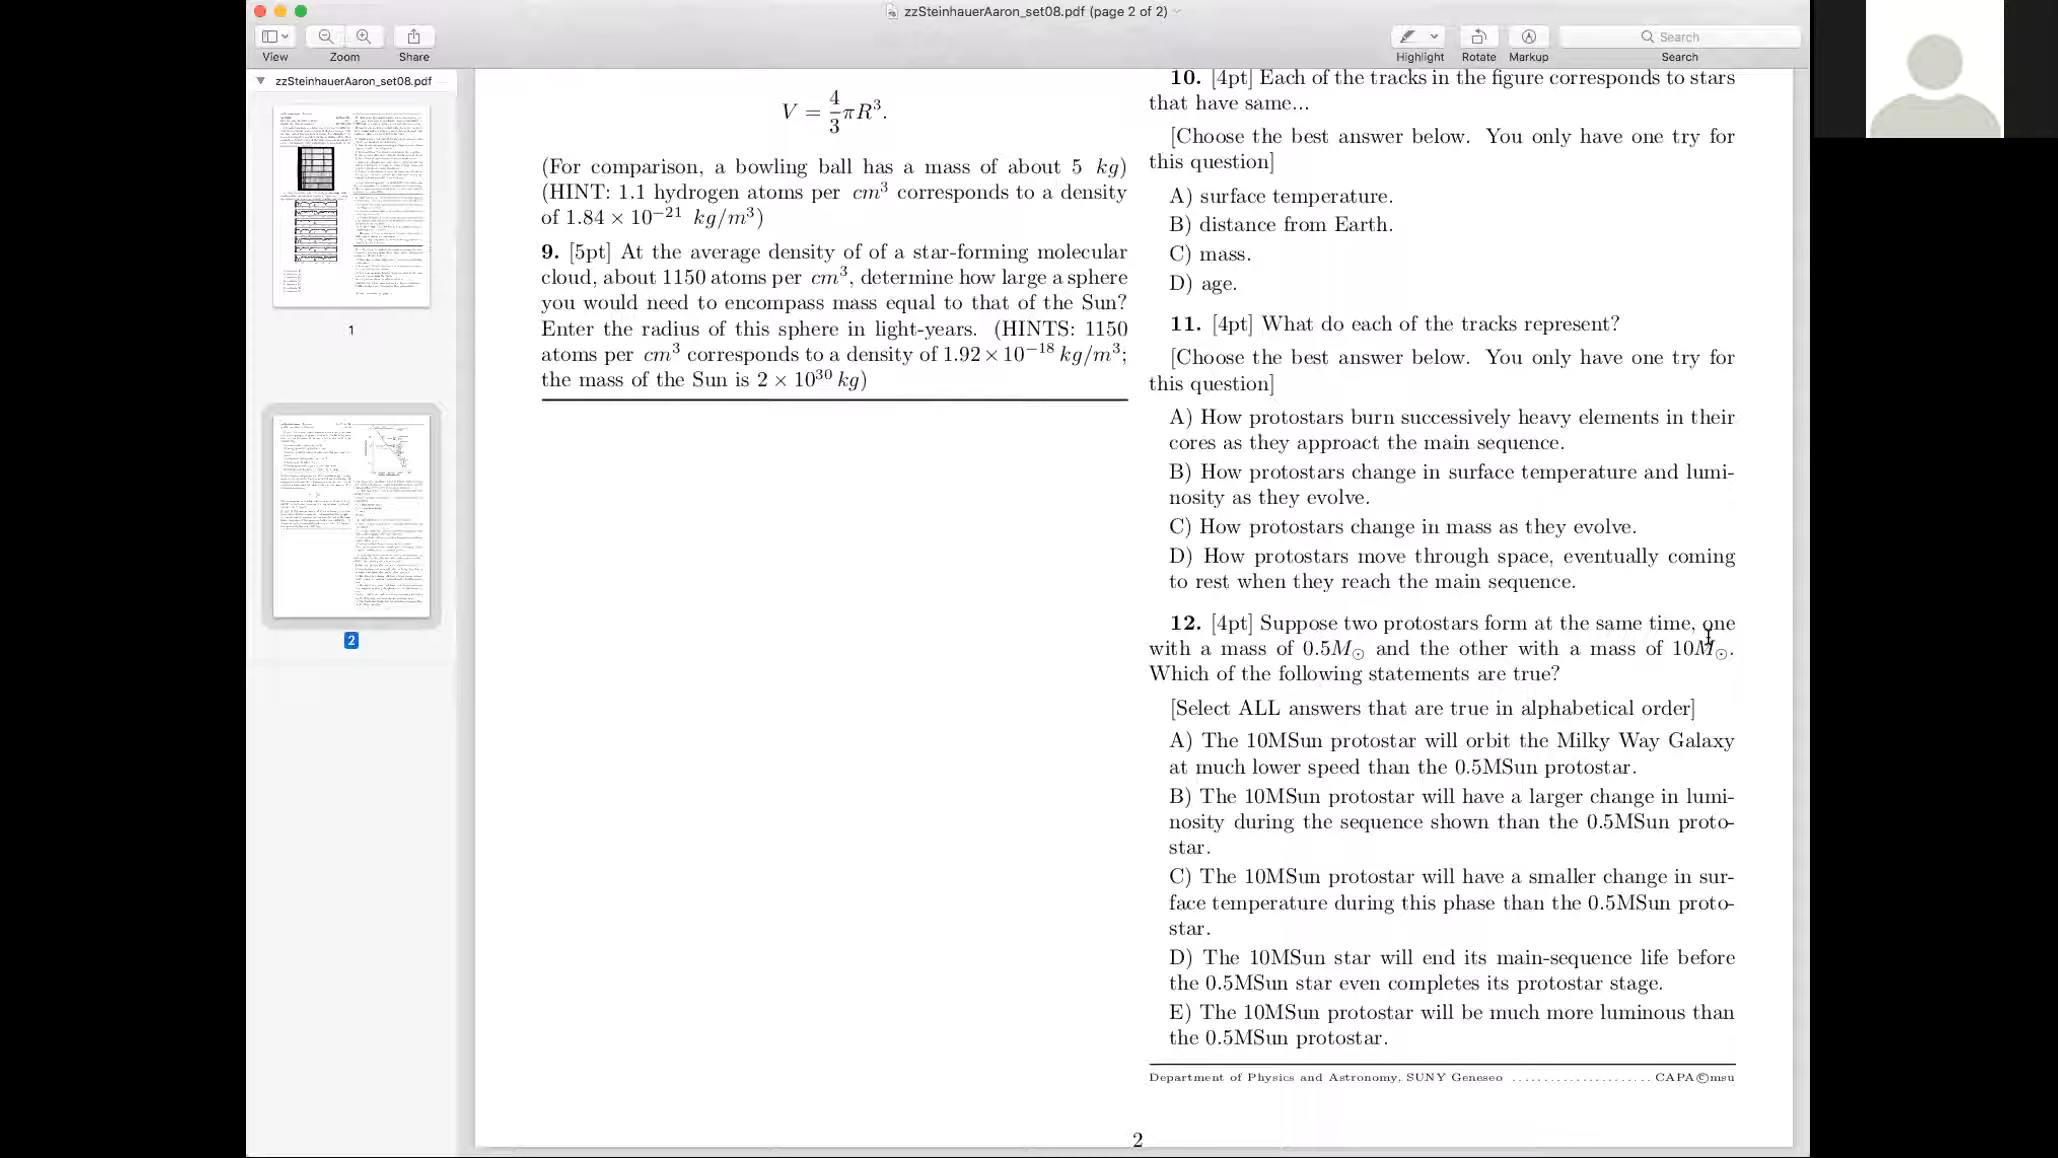 zzSteinhauerAaron_set08.pdf (page 2 of 2)
View
Zoom
Share
Highlight
Rotate
Markup
Search
Search
zzSteinhauerAaron_set08.pdf
1
2
V = 4/3 πR³.
(For comparison, a bowling ball has a mass of about 5 kg)
(HINT: 1.1 hydrogen atoms per cm³ corresponds to a density
of 1.84 × 10⁻²¹ kg/m³)
9. [5pt] At the average density of of a star-forming molecular
cloud, about 1150 atoms per cm³, determine how large a sphere
you would need to encompass mass equal to that of the Sun?
Enter the radius of this sphere in light-years. (HINTS: 1150
atoms per cm³ corresponds to a density of 1.92 × 10⁻¹⁸ kg/m³;
the mass of the Sun is 2 × 10³⁰ kg)
10. [4pt] Each of the tracks in the figure corresponds to stars
that have same...
[Choose the best answer below. You only have one try for
this question]
A) surface temperature.
B) distance from Earth.
C) mass.
D) age.
11. [4pt] What do each of the tracks represent?
[Choose the best answer below. You only have one try for
this question]
A) How protostars burn successively heavy elements in their
cores as they approact the main sequence.
B) How protostars change in surface temperature and lumi-
nosity as they evolve.
C) How protostars change in mass as they evolve.
D) How protostars move through space, eventually coming
to rest when they reach the main sequence.
12. [4pt] Suppose two protostars form at the same time, one
with a mass of 0.5M☉ and the other with a mass of 10M☉.
Which of the following statements are true?
[Select ALL answers that are true in alphabetical order]
A) The 10MSun protostar will orbit the Milky Way Galaxy
at much lower speed than the 0.5MSun protostar.
B) The 10MSun protostar will have a larger change in lumi-
nosity during the sequence shown than the 0.5MSun proto-
star.
C) The 10MSun protostar will have a smaller change in sur-
face temperature during this phase than the 0.5MSun proto-
star.
D) The 10MSun star will end its main-sequence life before
the 0.5MSun star even completes its protostar stage.
E) The 10MSun protostar will be much more luminous than
the 0.5MSun protostar.
Department of Physics and Astronomy, SUNY Geneseo ..................... CAPA©msu
2